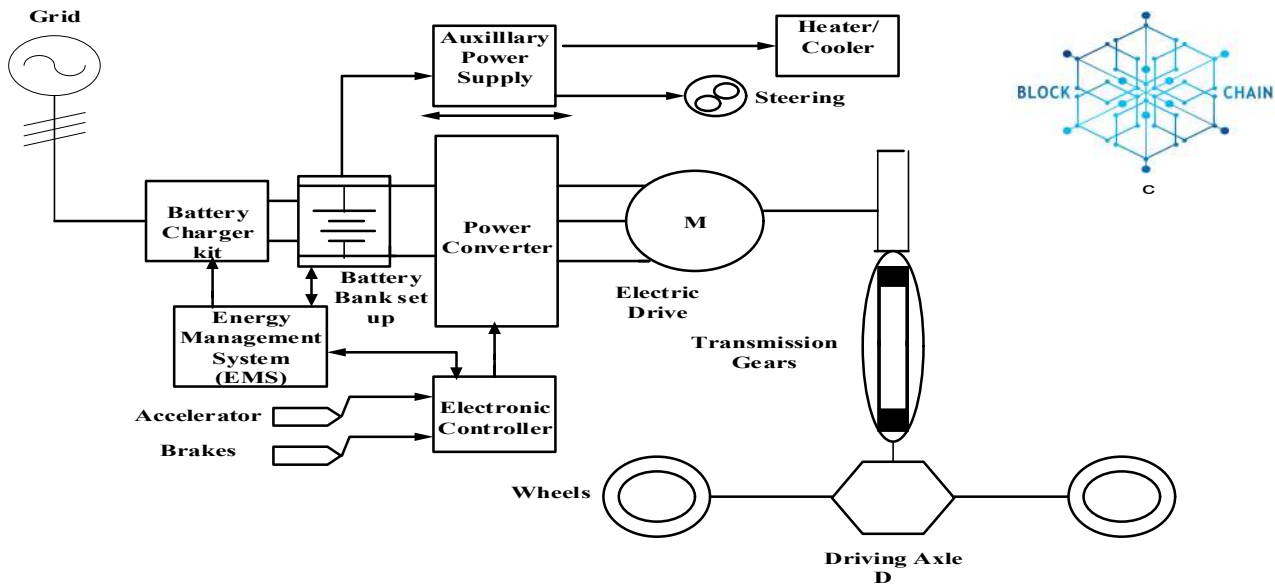 Grid
Auxilllary
Power
Supply
Heater/
Cooler
Steering
BLOCK
CHAIN
C
Battery
Charger
kit
Power
Converter
M
Battery
Bank set
up
Electric
Drive
Energy
Management
System
(EMS)
Transmission
Gears
Accelerator
Electronic
Controller
Brakes
Wheels
Driving Axle
D